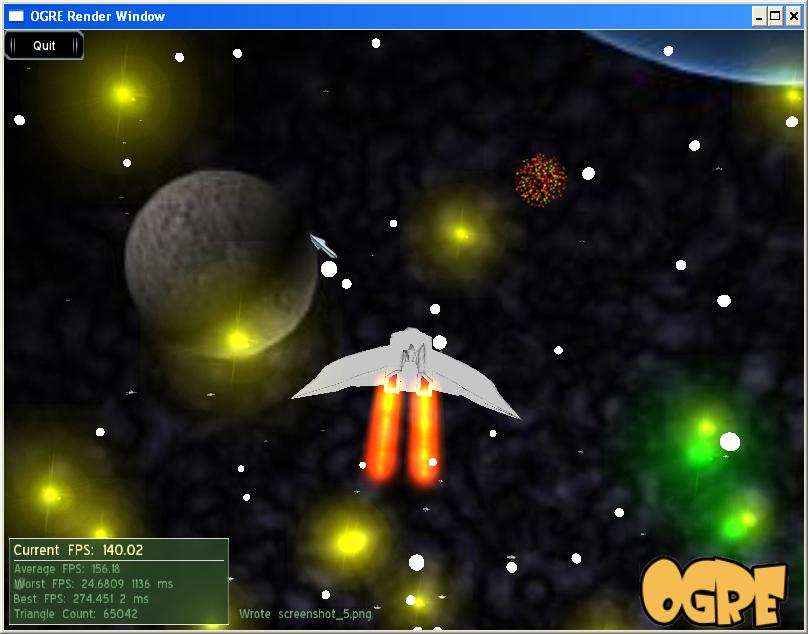 OGRE Render Window
Quit
Current FPS: 140.02
Average FPS: 156.18
Worst FPS: 24.6809 1136 ms
Best FPS: 274.451 2 ms
Triangle Count: 65042
Wrote screenshot_5.png
OGRE